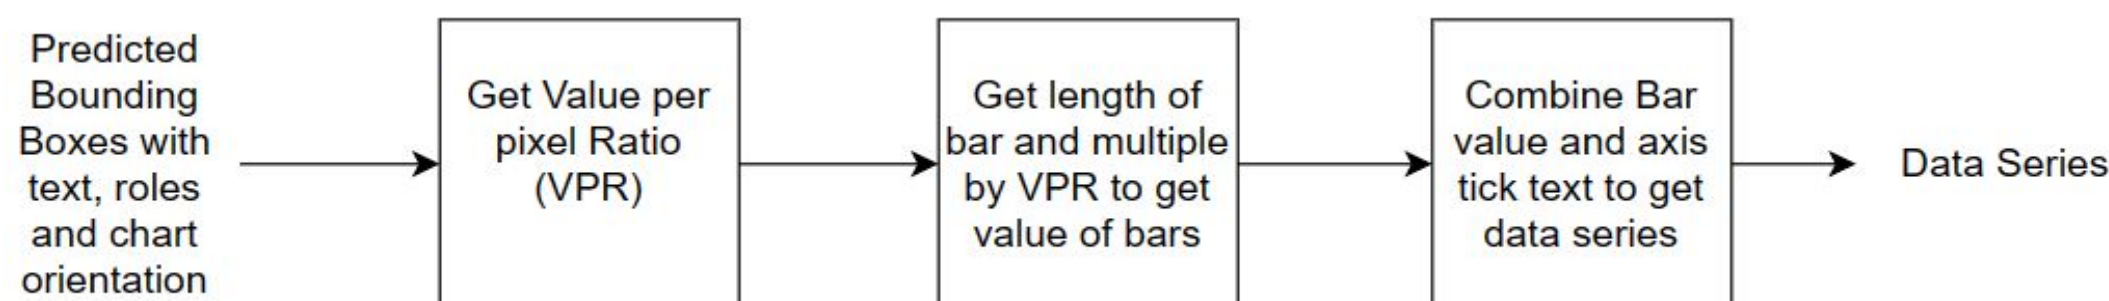 Predicted
Bounding
Boxes with
text, roles
and chart
orientation
Get Value per
pixel Ratio
(VPR)
Get length of
bar and multiple
by VPR to get
value of bars
Combine Bar
value and axis
tick text to get
data series
Data Series